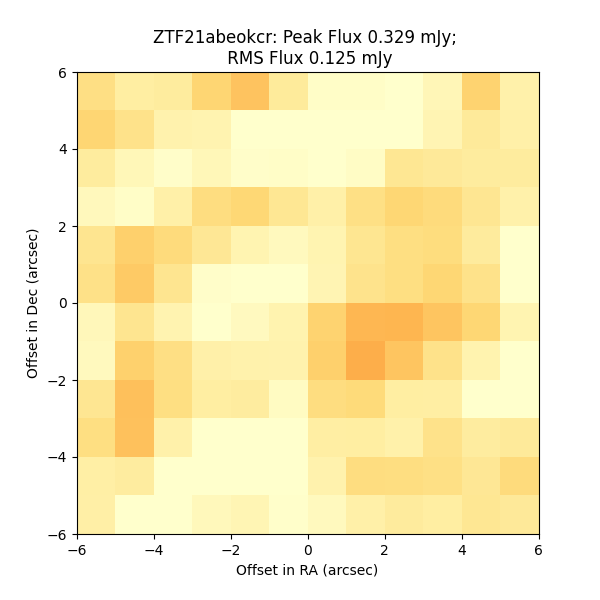 ZTF21abeokcr: Peak Flux 0.329 mJy;
RMS Flux 0.125 mJy
6
4
2
0
−2
−4
−6
Offset in Dec (arcsec)
−6 −4 −2 0 2 4 6
Offset in RA (arcsec)